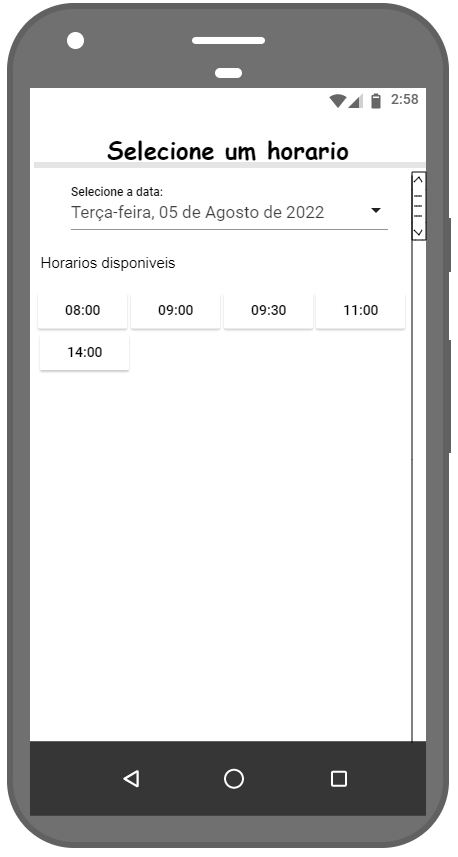 2:58
Selecione um horario
Selecione a data:
Terça-feira, 05 de Agosto de 2022
Horarios disponiveis
08:00 09:00 09:30 11:00
14:00